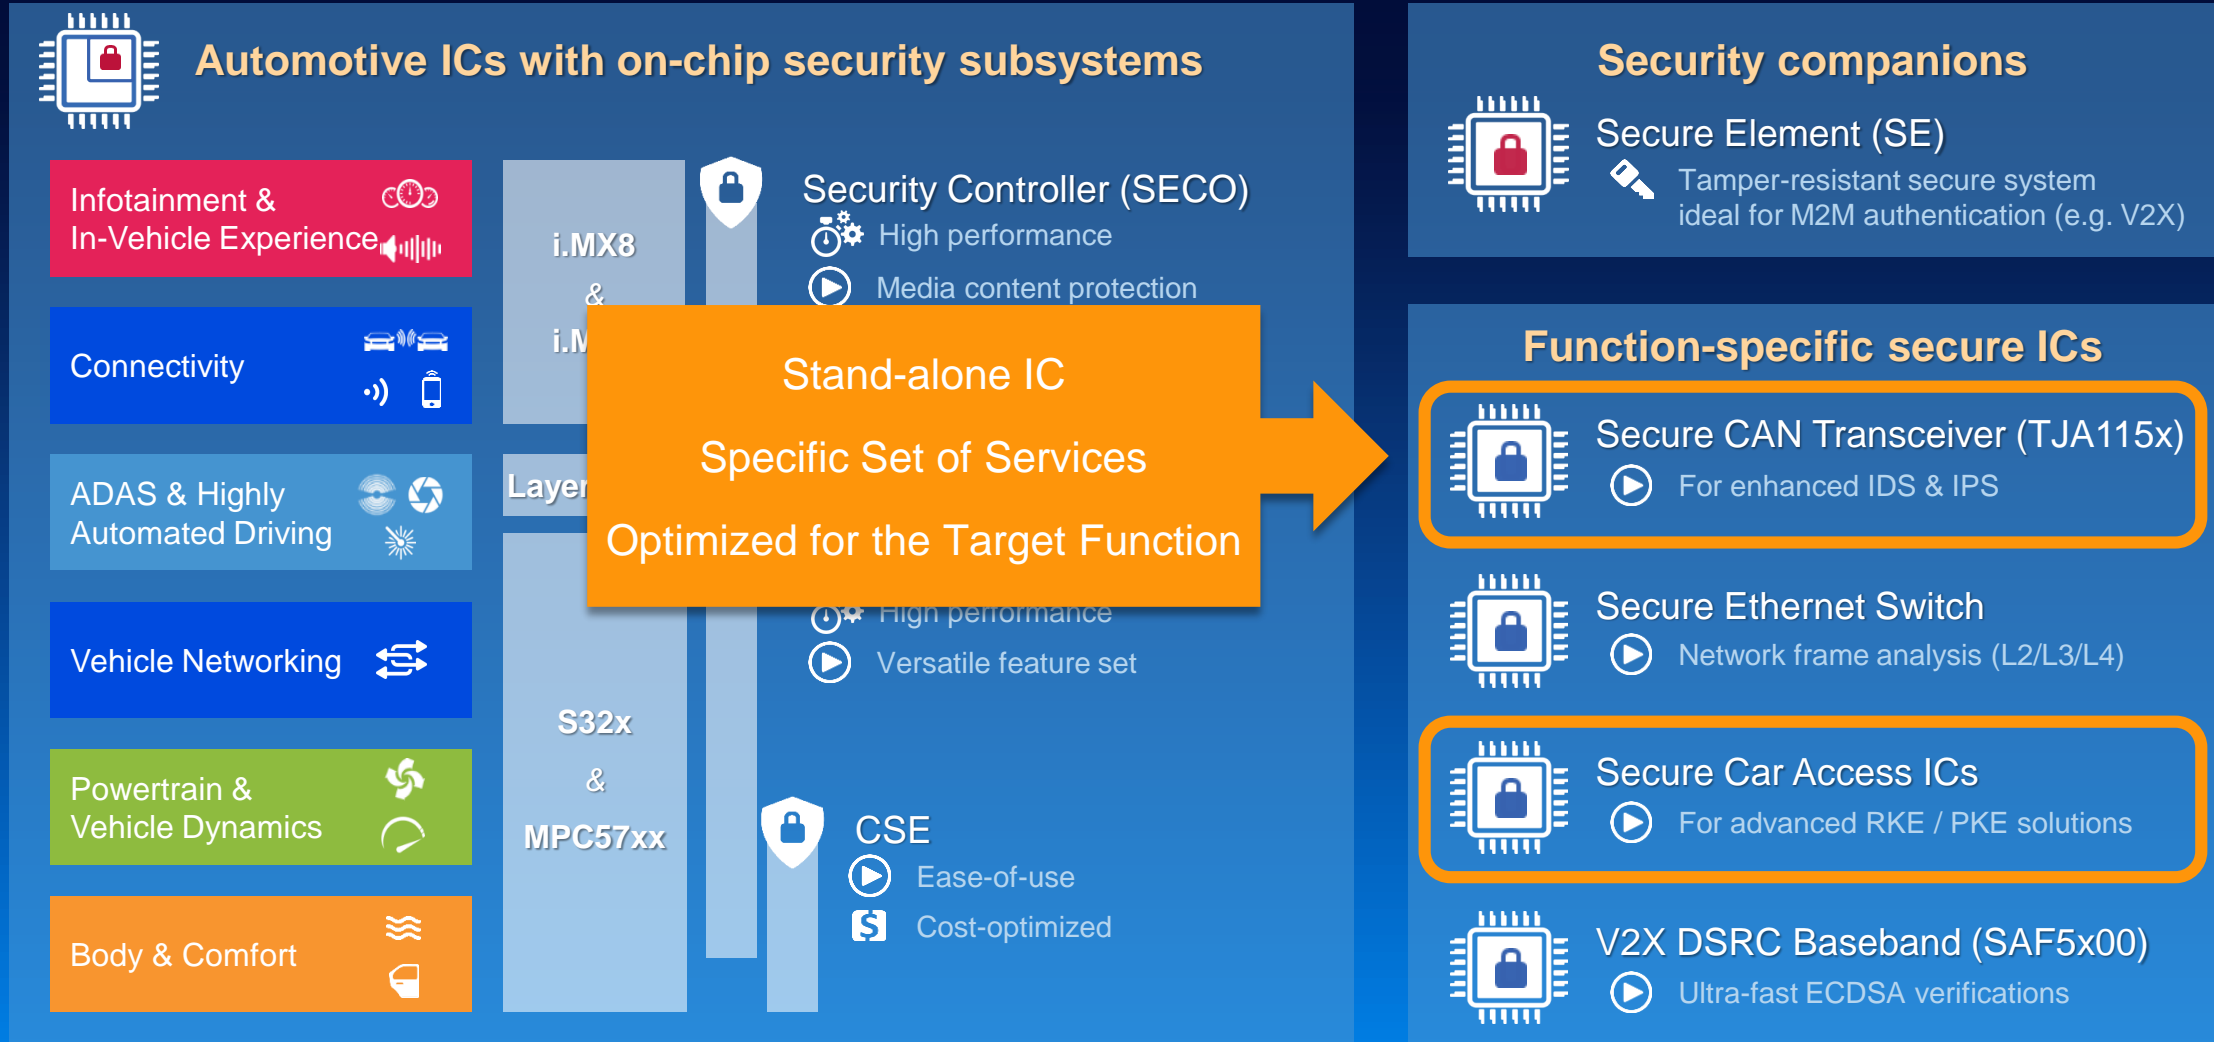 Automotive ICs with on-chip security subsystems
Infotainment &
In-Vehicle Experience
Connectivity
ADAS & Highly
Automated Driving
Vehicle Networking
Powertrain &
Vehicle Dynamics
Body & Comfort
i.MX8
&
Layer
S32x
&
MPC57xx
Security Controller (SECO)
High performance
Media content protection
Stand-alone IC
Specific Set of Services
Optimized for the Target Function
High performance
Versatile feature set
CSE
Ease-of-use
$ Cost-optimized
Security companions
Secure Element (SE)
Tamper-resistant secure system
ideal for M2M authentication (e.g. V2X)
Function-specific secure ICs
Secure CAN Transceiver (TJA115x)
For enhanced IDS & IPS
Secure Ethernet Switch
Network frame analysis (L2/L3/L4)
Secure Car Access ICs
For advanced RKE / PKE solutions
V2X DSRC Baseband (SAF5x00)
Ultra-fast ECDSA verifications